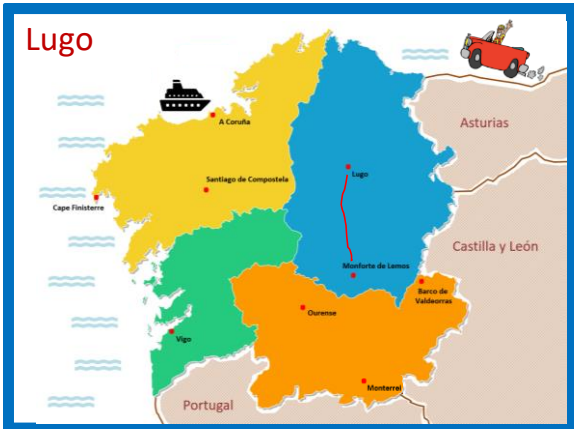 Lugo
A Coruña
Asturias
Lugo
Santiago de Compostela
Cape Finisterre
Castilla y León
Monforte de Lemos
Barco de
Valdeorras
Ourense
Vigo
Monterrei
Portugal